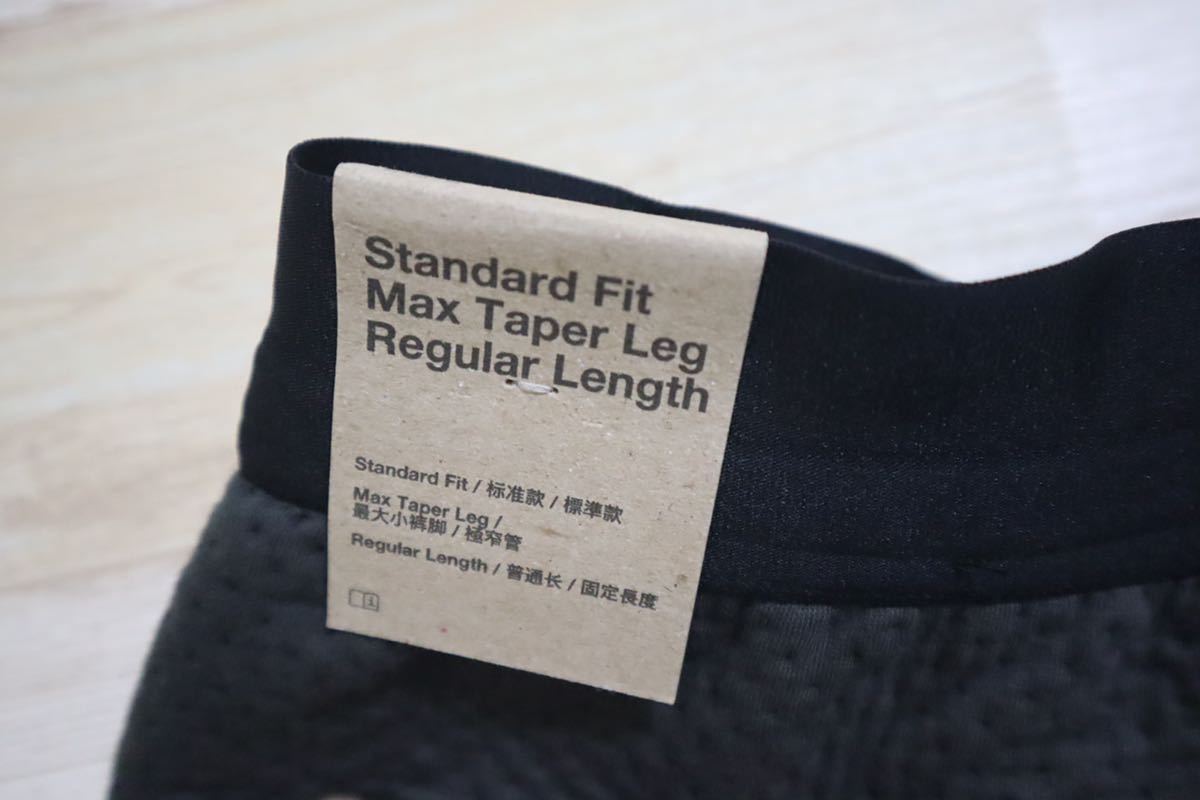 Standard Fit
Max Taper Leg
Regular Length
Standard Fit / 标准款 / 標準款
Max Taper Leg /
最大小裤脚 / 極窄管
Regular Length / 普通长 / 固定長度
i